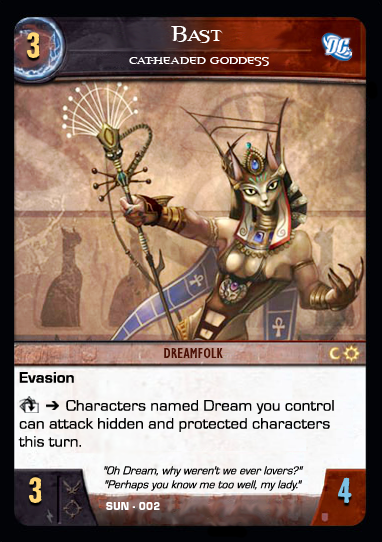 3
Bast
CAT-HEADED GODDESS
DC
DREAMFOLK
Evasion
➔ Characters named Dream you control
can attack hidden and protected characters
this turn.
"Oh Dream, why weren't we ever lovers?"
"Perhaps you know me too well, my lady."
3
SUN · 002
4